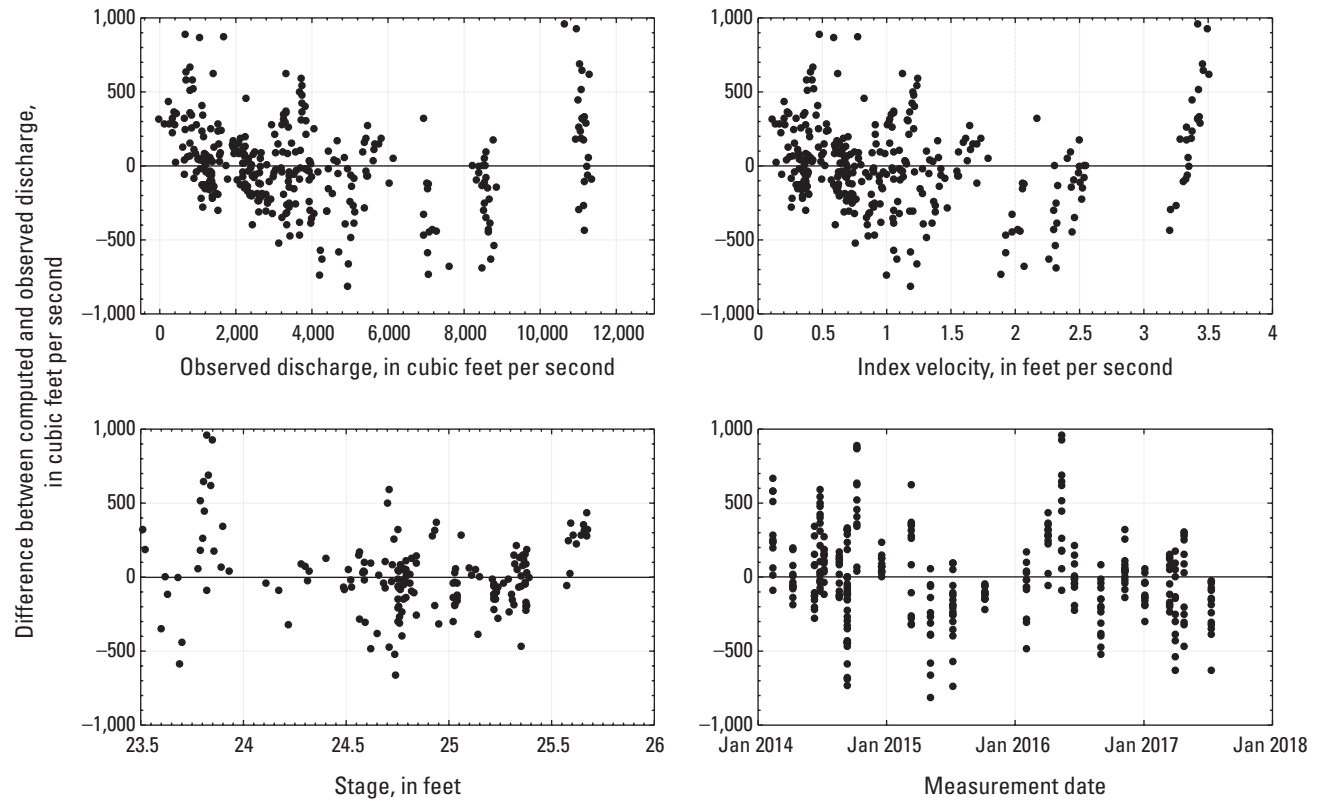 Difference between computed and observed discharge,
in cubic feet per second
1,000
500
0
−500
−1,000
0 2,000 4,000 6,000 8,000 10,000 12,000
Observed discharge, in cubic feet per second
0 0.5 1 1.5 2 2.5 3 3.5 4
Index velocity, in feet per second
1,000
500
0
−500
−1,000
1,000
500
0
−500
−1,000
23.5 24 24.5 25 25.5 26
Stage, in feet
1,000
500
0
−500
−1,000
Jan 2014 Jan 2015 Jan 2016 Jan 2017 Jan 2018
Measurement date